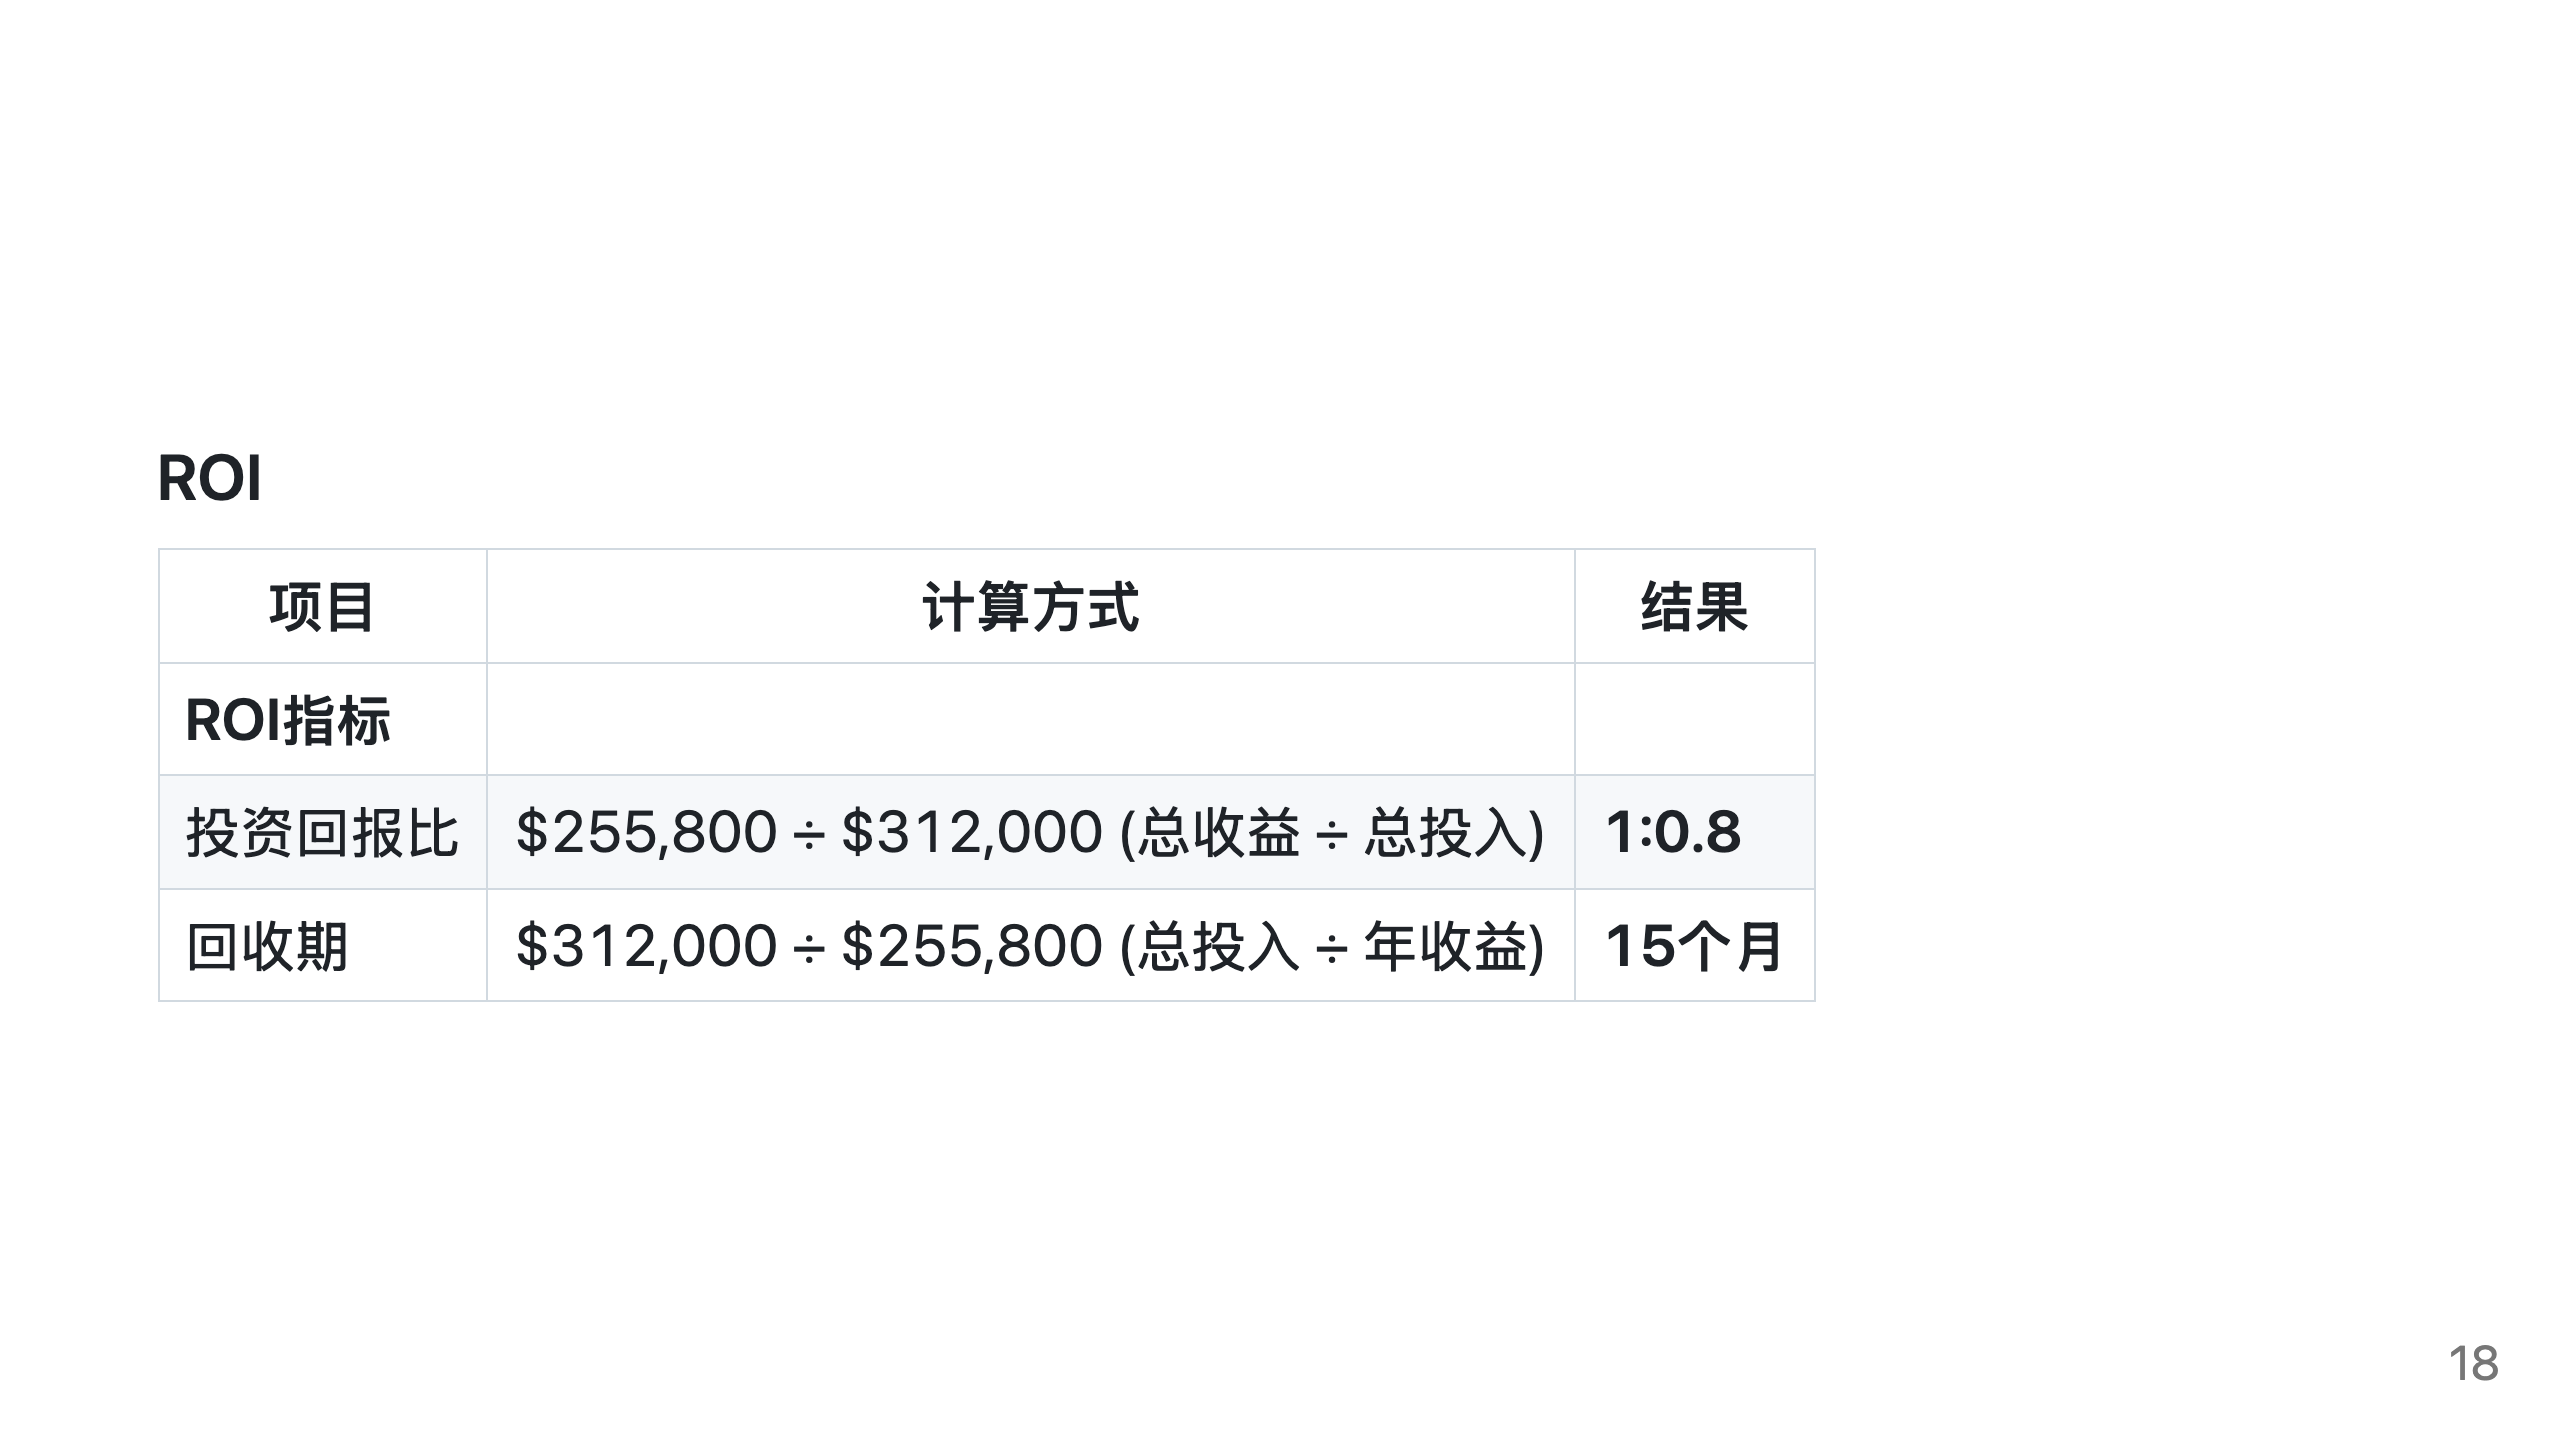 ROI
项目 计算方式 结果
ROI指标
投资回报比 $255,800 ÷ $312,000 (总收益 ÷ 总投入) 1:0.8
回收期 $312,000 ÷ $255,800 (总投入 ÷ 年收益) 15个月
18